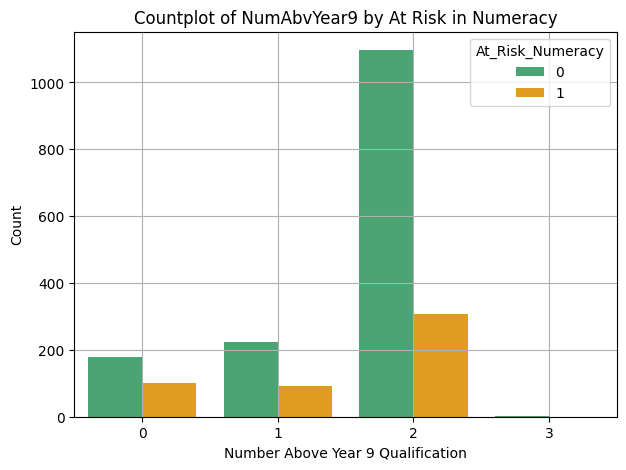 Countplot of NumAbvYear9 by At Risk in Numeracy
At_Risk_Numeracy
0
1
1000
800
600
400
200
0
Count
0 1 2 3
Number Above Year 9 Qualification